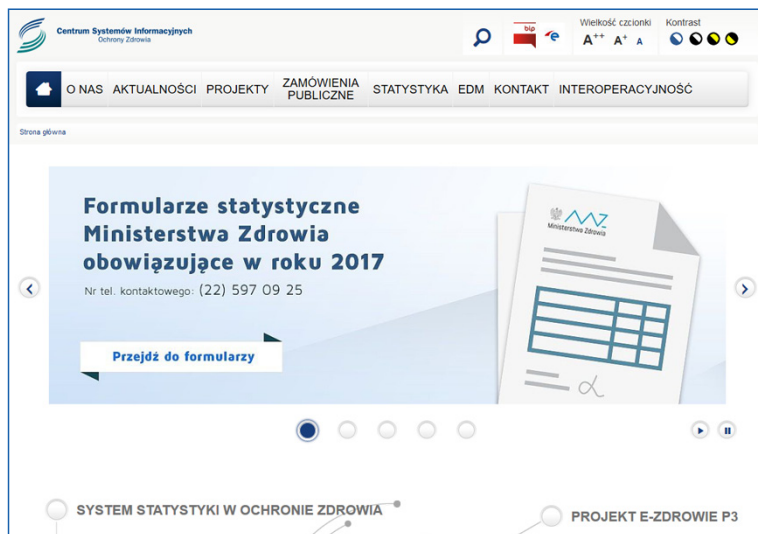 Centrum Systemów Informacyjnych
Ochrony Zdrowia
bip
Wielkość czcionki
A++ A+ A
Kontrast
O NAS AKTUALNOŚCI PROJEKTY ZAMÓWIENIA PUBLICZNE STATYSTYKA EDM KONTAKT INTEROPERACYJNOŚĆ
Strona główna
Formularze statystyczne
Ministerstwa Zdrowia
obowiązujące w roku 2017
Nr tel. kontaktowego: (22) 597 09 25
Przejdź do formularzy
MZ
Ministerstwo Zdrowia
SYSTEM STATYSTYKI W OCHRONIE ZDROWIA
PROJEKT E-ZDROWIE P3